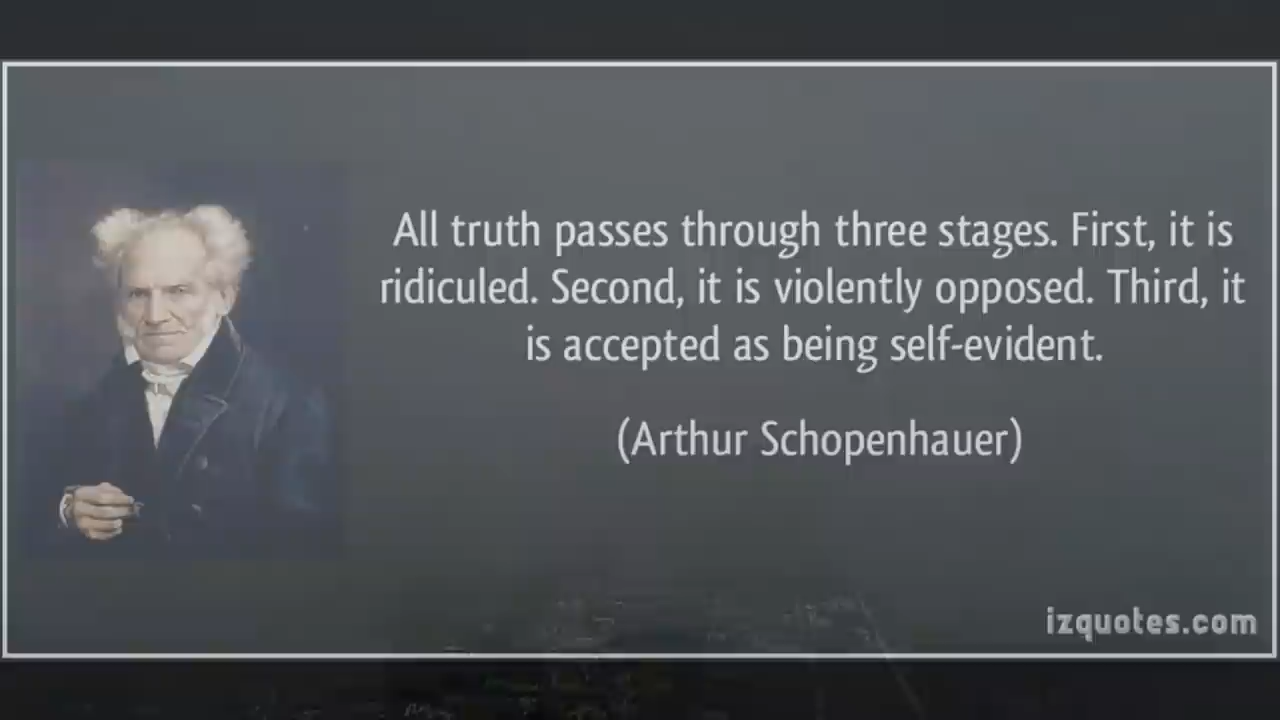 All truth passes through three stages. First, it is
ridiculed. Second, it is violently opposed. Third, it
is accepted as being self-evident.
(Arthur Schopenhauer)
izquotes.com